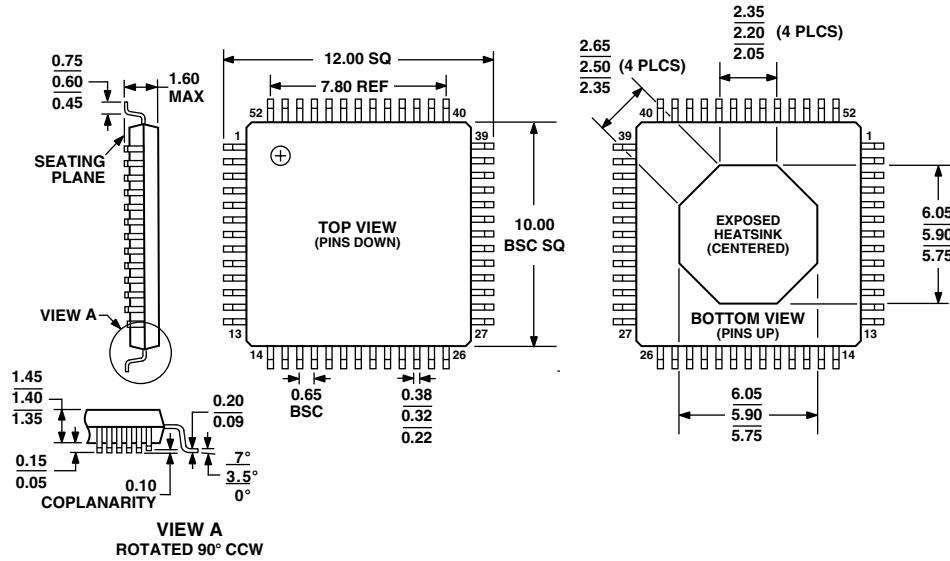 0.75
0.60
0.45
1.60
MAX
SEATING
PLANE
VIEW A
12.00 SQ
7.80 REF
52
40
1
39
TOP VIEW
(PINS DOWN)
10.00
BSC SQ
13
27
14
26
0.65
BSC
0.38
0.32
0.22
2.35
2.20 (4 PLCS)
2.05
2.65
2.50 (4 PLCS)
2.35
40
52
39
1
EXPOSED
HEATSINK
(CENTERED)
6.05
5.90
5.75
BOTTOM VIEW
(PINS UP)
27
13
26
14
6.05
5.90
5.75
1.45
1.40
1.35
0.20
0.09
0.15
0.05
0.10
COPLANARITY
7°
3.5°
0°
VIEW A
ROTATED 90° CCW